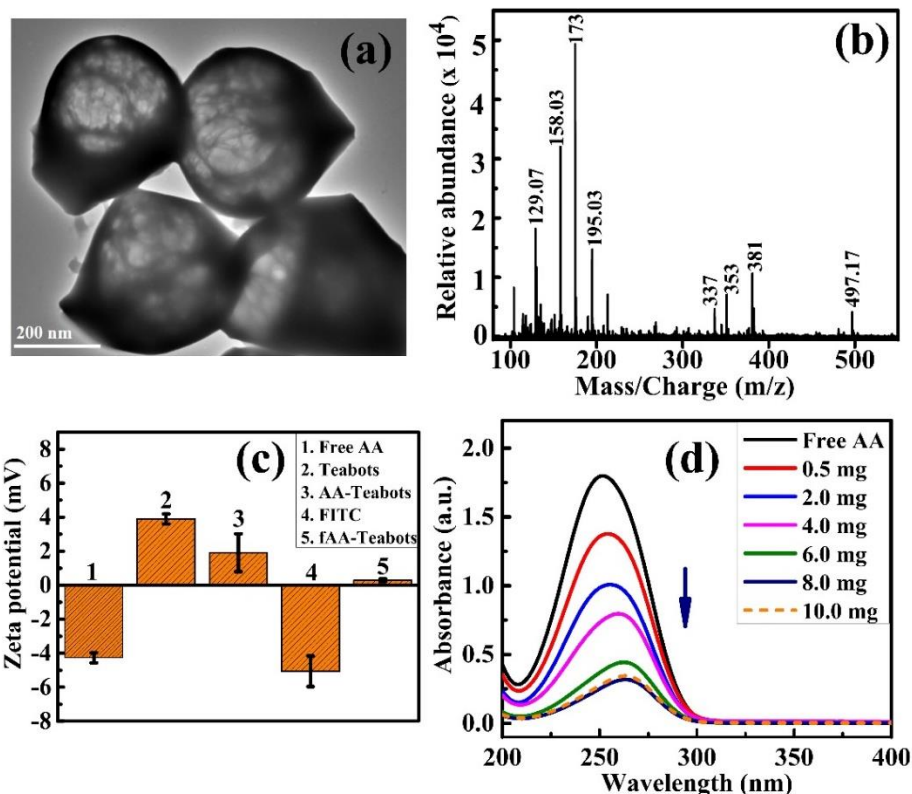 (a)
200 nm
(b)
Relative abundance (x 10⁴)
5
4
3
2
1
0
129.07
158.03
173
195.03
337
353
381
497.17
100 200 300 400 500
Mass/Charge (m/z)
(c)
Zeta potential (mV)
8
6
4
2
0
-2
-4
-6
-8
1
2
3
4
5
1. Free AA
2. Teabots
3. AA-Teabots
4. FITC
5. fAA-Teabots
(d)
Absorbance (a.u.)
2.0
1.5
1.0
0.5
0.0
Free AA
0.5 mg
2.0 mg
4.0 mg
6.0 mg
8.0 mg
10.0 mg
200 250 300 350 400
Wavelength (nm)